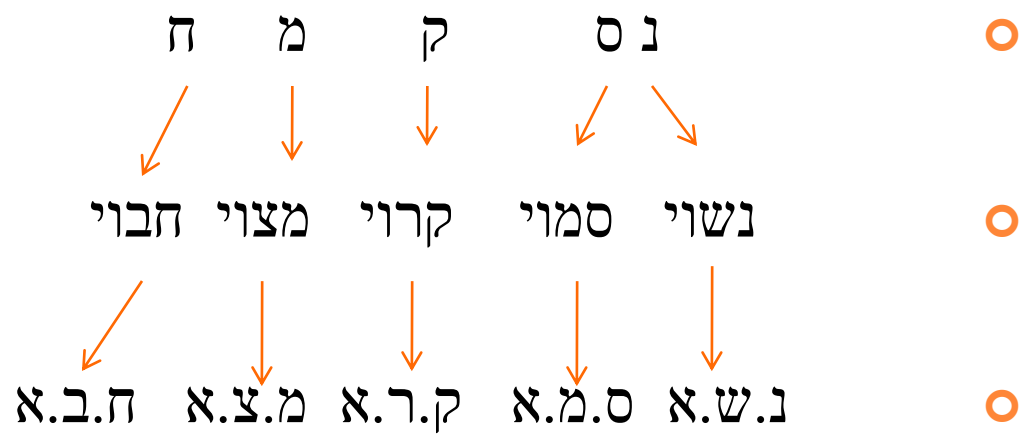 נ ס ק מ ח
נשוי סמוי קרוי מצוי חבוי
נ.ש.א ס.מ.א ק.ר.א מ.צ.א ח.ב.א